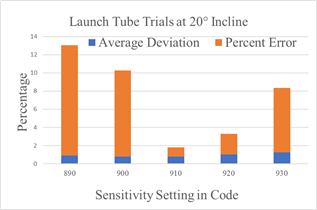 Launch Tube Trials at 20° Incline
14
Average Deviation Percent Error
12
10
8
6
4
2
0
Percentage
890 900 910 920 930
Sensitivity Setting in Code